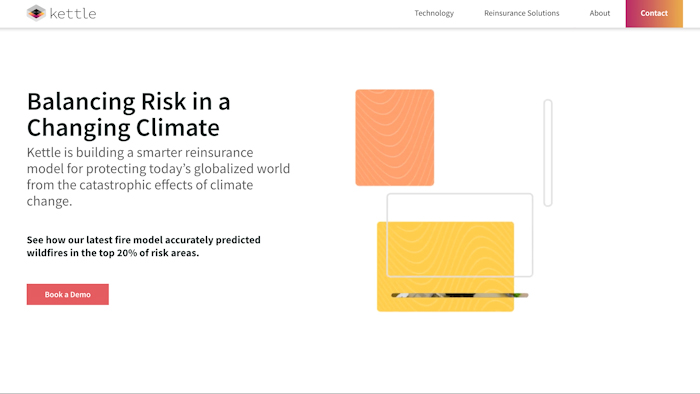 kettle
Technology
Reinsurance Solutions
About
Contact
Balancing Risk in a
Changing Climate
Kettle is building a smarter reinsurance
model for protecting today’s globalized world
from the catastrophic effects of climate
change.
See how our latest fire model accurately predicted
wildfires in the top 20% of risk areas.
Book a Demo